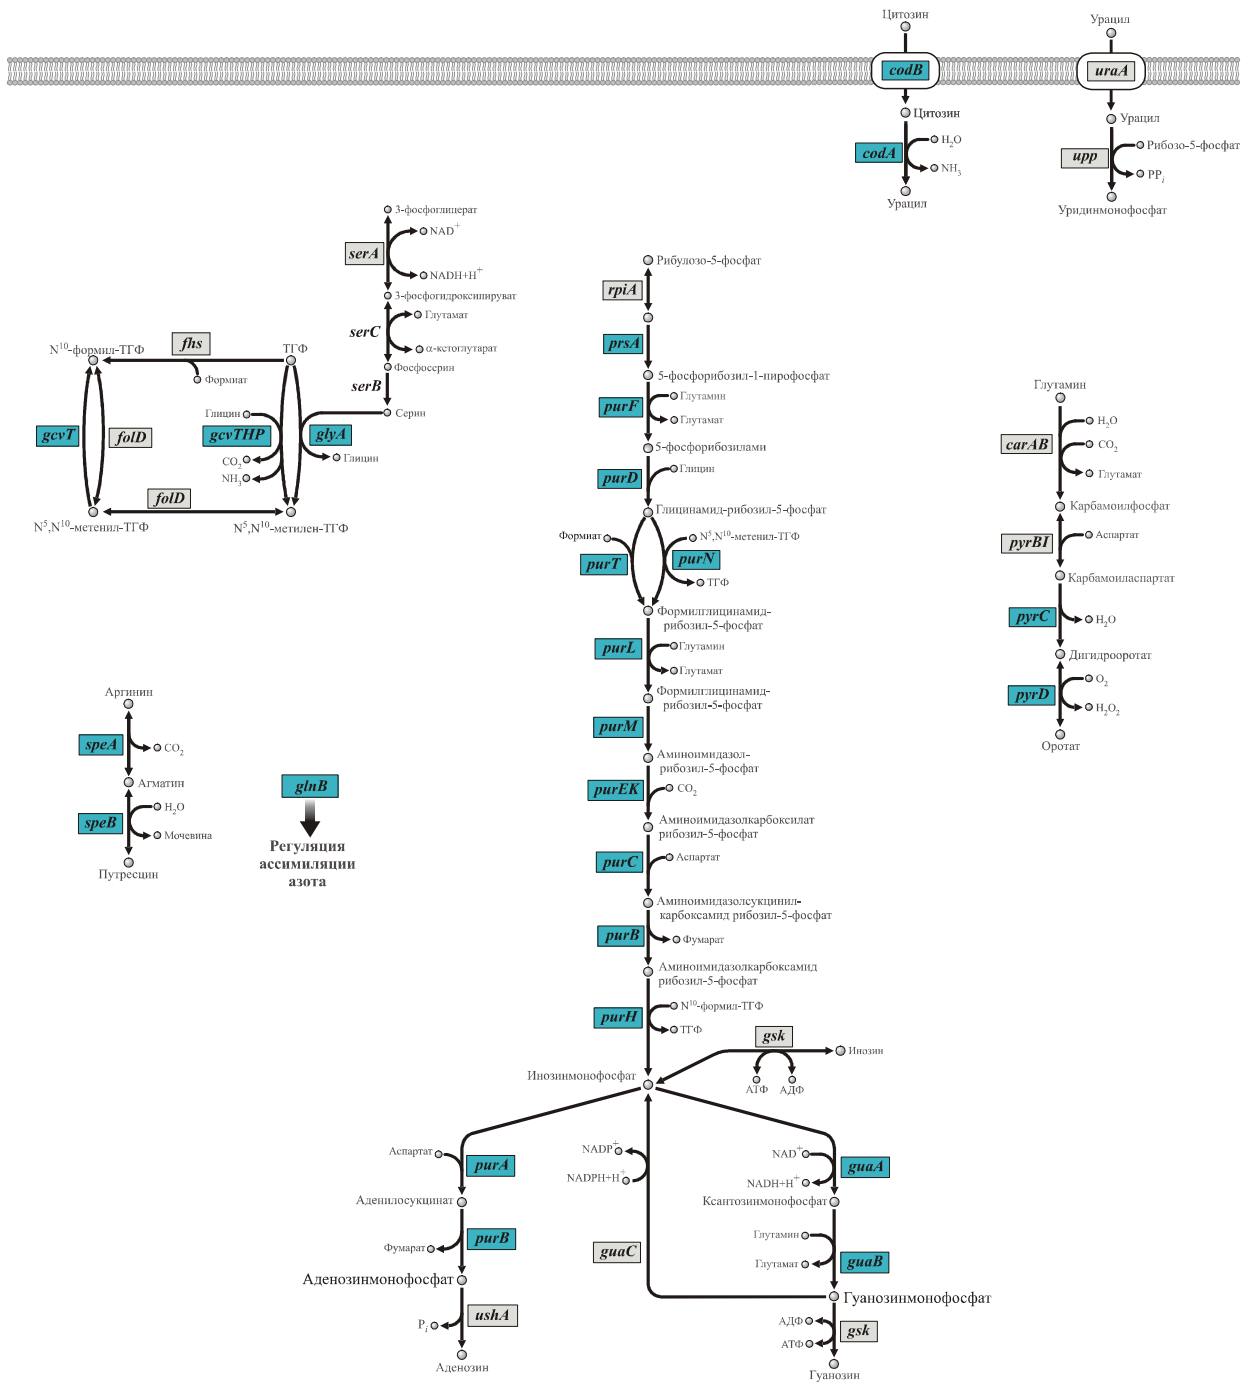 Цитозин
Урацил
codB
uraA
Цитозин
Урацил
H₂O
codA
NH₃
Рибозо-5-фосфат
upp
PPᵢ
Урацил
Уридинмонофосфат
3-фосфоглицерат
NAD⁺
serA
NADH+H⁺
3-фосфогидроксипируват
Глутамат
serC
α-кстоглутарат
Фосфосерин
serB
Серин
fhs
N¹⁰-формил-ТГФ
ТГФ
Формиат
Глицин
gcvT
folD
gcvTHP
glyA
CO₂
NH₃
Глицин
folD
N⁵,N¹⁰-метенил-ТГФ
N⁵,N¹⁰-метилен-ТГФ
Рибулозо-5-фосфат
rpiA
prsA
5-фосфорибозил-1-пирофосфат
Глутамин
purF
Глутамат
5-фосфорибозилами
Глицин
purD
Глицинамид-рибозил-5-фосфат
Формиат
N⁵,N¹⁰-метенил-ТГФ
purT
purN
ТГФ
Формилглицинамид-
рибозил-5-фосфат
Глутамин
purL
Глутамат
Формилглицинамид-
рибозил-5-фосфат
purM
Аминоимидазол-
рибозил-5-фосфат
purEK
CO₂
Аминоимидазолкарбоксилат
рибозил-5-фосфат
purC
Аспартат
Аминоимидазолсукцинил-
карбоксамид рибозил-5-фосфат
purB
Фумарат
Аминоимидазолкарбоксамид
рибозил-5-фосфат
N¹⁰-формил-ТГФ
purH
ТГФ
gsk
Инозин
АТФ
АДФ
Инозинмонофосфат
Глутамин
H₂O
carAB
CO₂
Глутамат
Карбамоилфосфат
pyrBI
Аспартат
Карбамоиласпартат
pyrC
H₂O
Дигидрооротат
O₂
pyrD
H₂O₂
Оротат
Аргинин
speA
CO₂
Агматин
H₂O
speB
Мочевина
Путресцин
glnB
Регуляция
ассимиляции
азота
Аспартат
purA
Аденилосукцинат
purB
Фумарат
Аденозинмонофосфат
ushA
Pᵢ
Аденозин
NADP⁺
NADPH+H⁺
guaC
NAD⁺
guaA
NADH+H⁺
Ксантозинмонофосфат
Глутамин
guaB
Глутамат
Гуанозинмонофосфат
АДФ
gsk
АТФ
Гуанозин